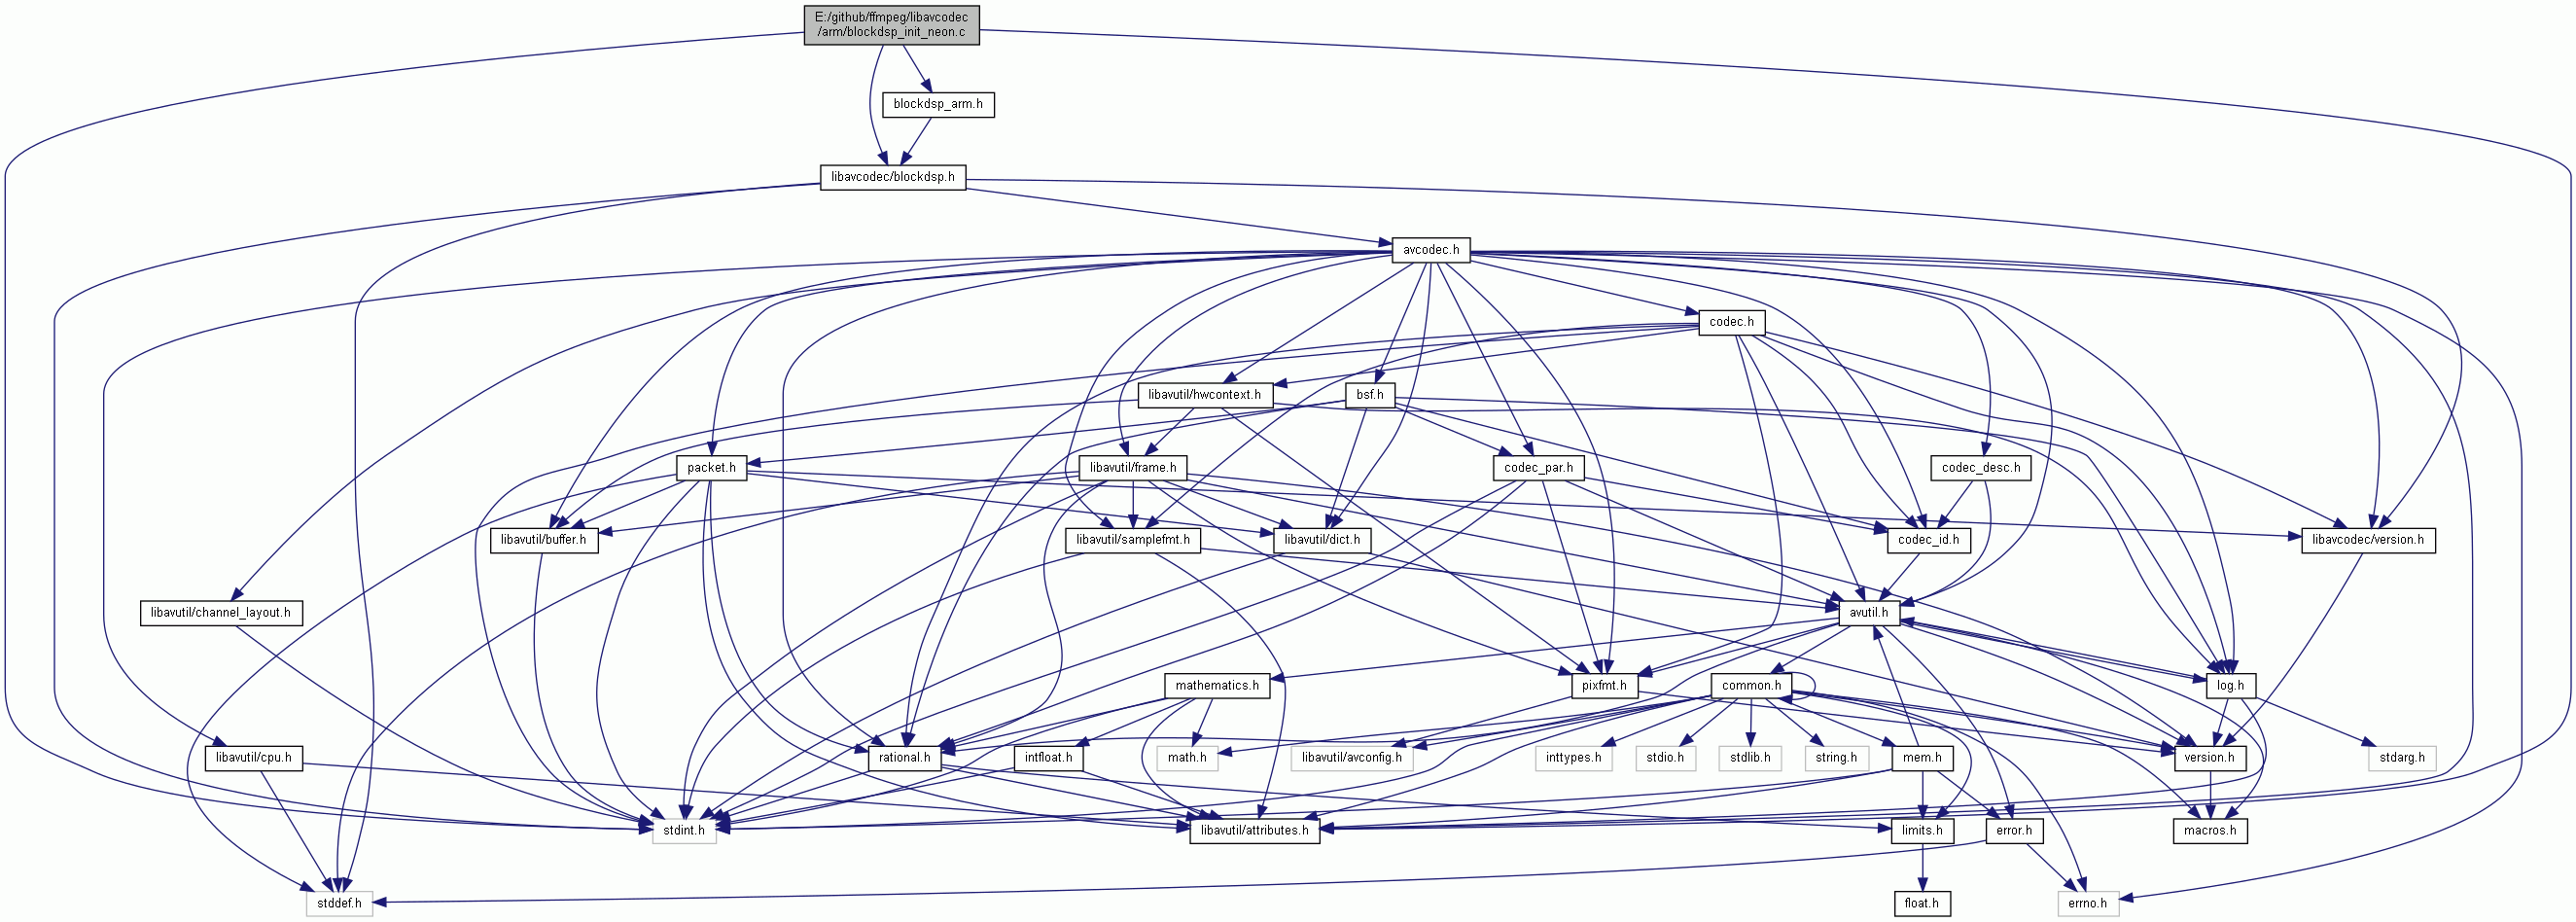 E:/github/ffmpeg/libavcodec
/arm/blockdsp_init_neon.c
blockdsp_arm.h
libavcodec/blockdsp.h
avcodec.h
codec.h
libavutil/hwcontext.h
bsf.h
packet.h
libavutil/frame.h
codec_par.h
codec_desc.h
libavutil/buffer.h
libavutil/samplefmt.h
libavutil/dict.h
codec_id.h
libavcodec/version.h
libavutil/channel_layout.h
avutil.h
mathematics.h
pixfmt.h
common.h
log.h
libavutil/cpu.h
rational.h
intfloat.h
math.h
libavutil/avconfig.h
inttypes.h
stdio.h
stdlib.h
string.h
mem.h
version.h
stdarg.h
stdint.h
libavutil/attributes.h
limits.h
error.h
macros.h
stddef.h
float.h
errno.h